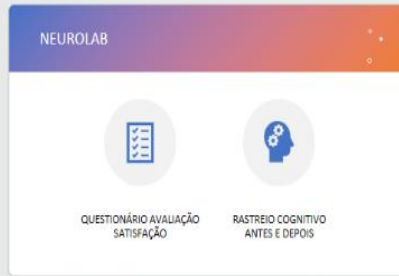 NEUROLAB
QUESTIONÁRIO AVALIAÇÃO
SATISFAÇÃO
RASTREIO COGNITIVO
ANTES E DEPOIS